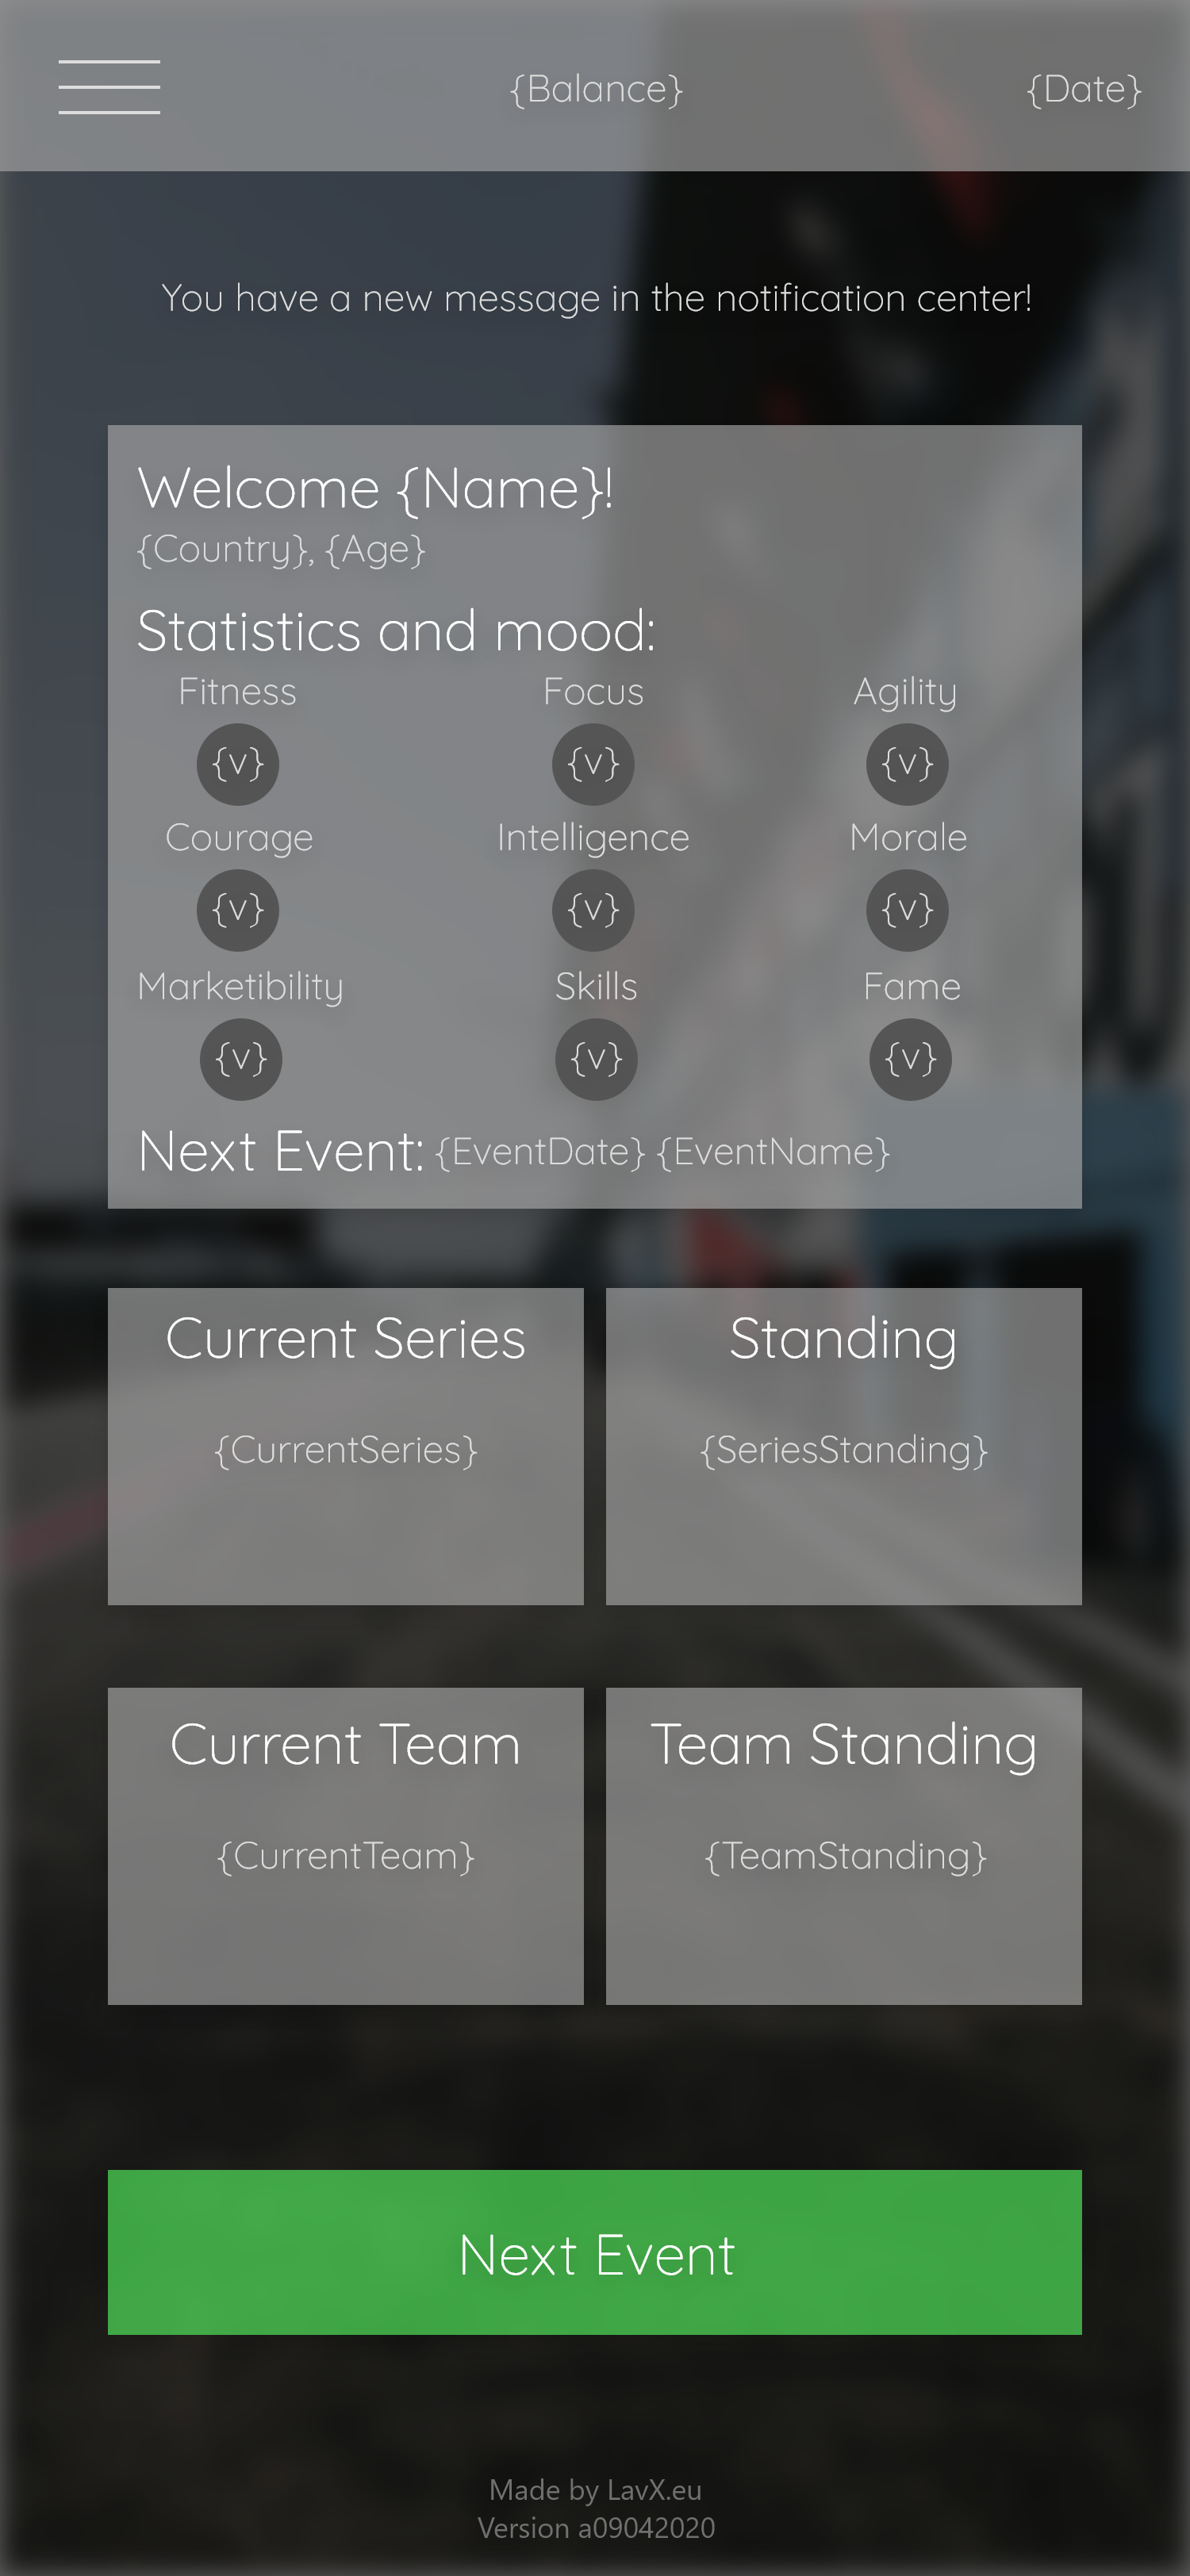 {Balance} {Date}
You have a new message in the notification center!
Welcome {Name}!
{Country}, {Age}
Statistics and mood:
Fitness Focus Agility
{v} {v} {v}
Courage Intelligence Morale
{v} {v} {v}
Marketibility Skills Fame
{v} {v} {v}
Next Event: {EventDate} {EventName}
Current Series Standing
{CurrentSeries} {SeriesStanding}
Current Team Team Standing
{CurrentTeam} {TeamStanding}
Next Event
Made by LavX.eu
Version a09042020